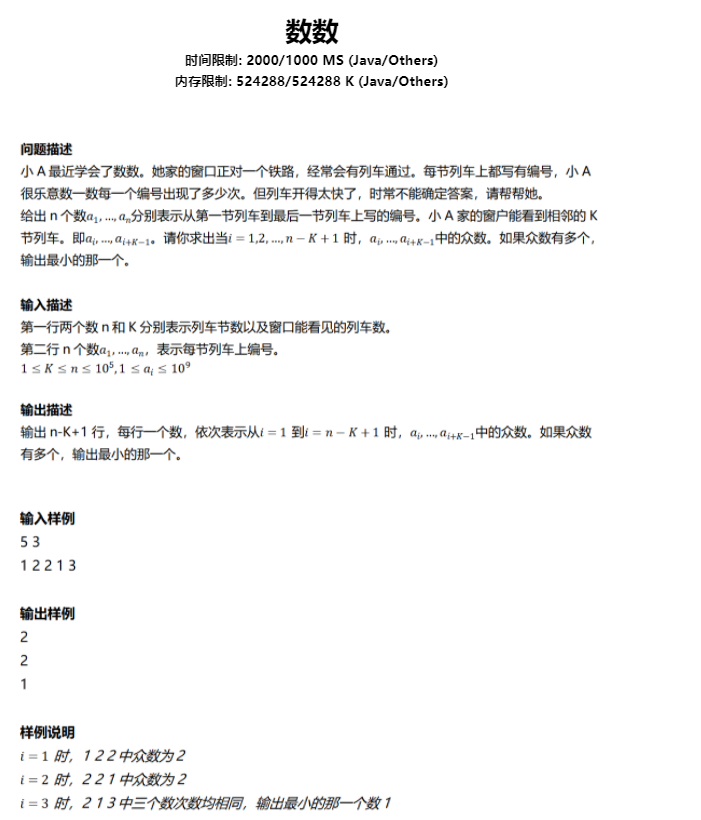 数数
时间限制: 2000/1000 MS (Java/Others)
内存限制: 524288/524288 K (Java/Others)
问题描述
小 A 最近学会了数数。她家的窗口正对一个铁路，经常会有列车通过。每节列车上都写有编号，小 A
很乐意数一数每一个编号出现了多少次。但列车开得太快了，时常不能确定答案，请帮帮她。
给出 n 个数a₁, ..., aₙ分别表示从第一节列车到最后一节列车上写的编号。小 A 家的窗户能看到相邻的 K
节列车。即aᵢ, ..., aᵢ₊K₋₁。请你求出当i = 1,2, ..., n − K + 1 时，aᵢ, ..., aᵢ₊K₋₁中的众数。如果众数有多个，
输出最小的那一个。
输入描述
第一行两个数 n 和 K 分别表示列车节数以及窗口能看见的列车数。
第二行 n 个数a₁, ..., aₙ，表示每节列车上编号。
1 ≤ K ≤ n ≤ 10⁵, 1 ≤ aᵢ ≤ 10⁹
输出描述
输出 n-K+1 行，每行一个数，依次表示从i = 1 到i = n − K + 1 时，aᵢ, ..., aᵢ₊K₋₁中的众数。如果众数
有多个，输出最小的那一个。
输入样例
5 3
1 2 2 1 3
输出样例
2
2
1
样例说明
i = 1 时，1 2 2 中众数为 2
i = 2 时，2 2 1 中众数为 2
i = 3 时，2 1 3 中三个数次数均相同，输出最小的那一个数 1